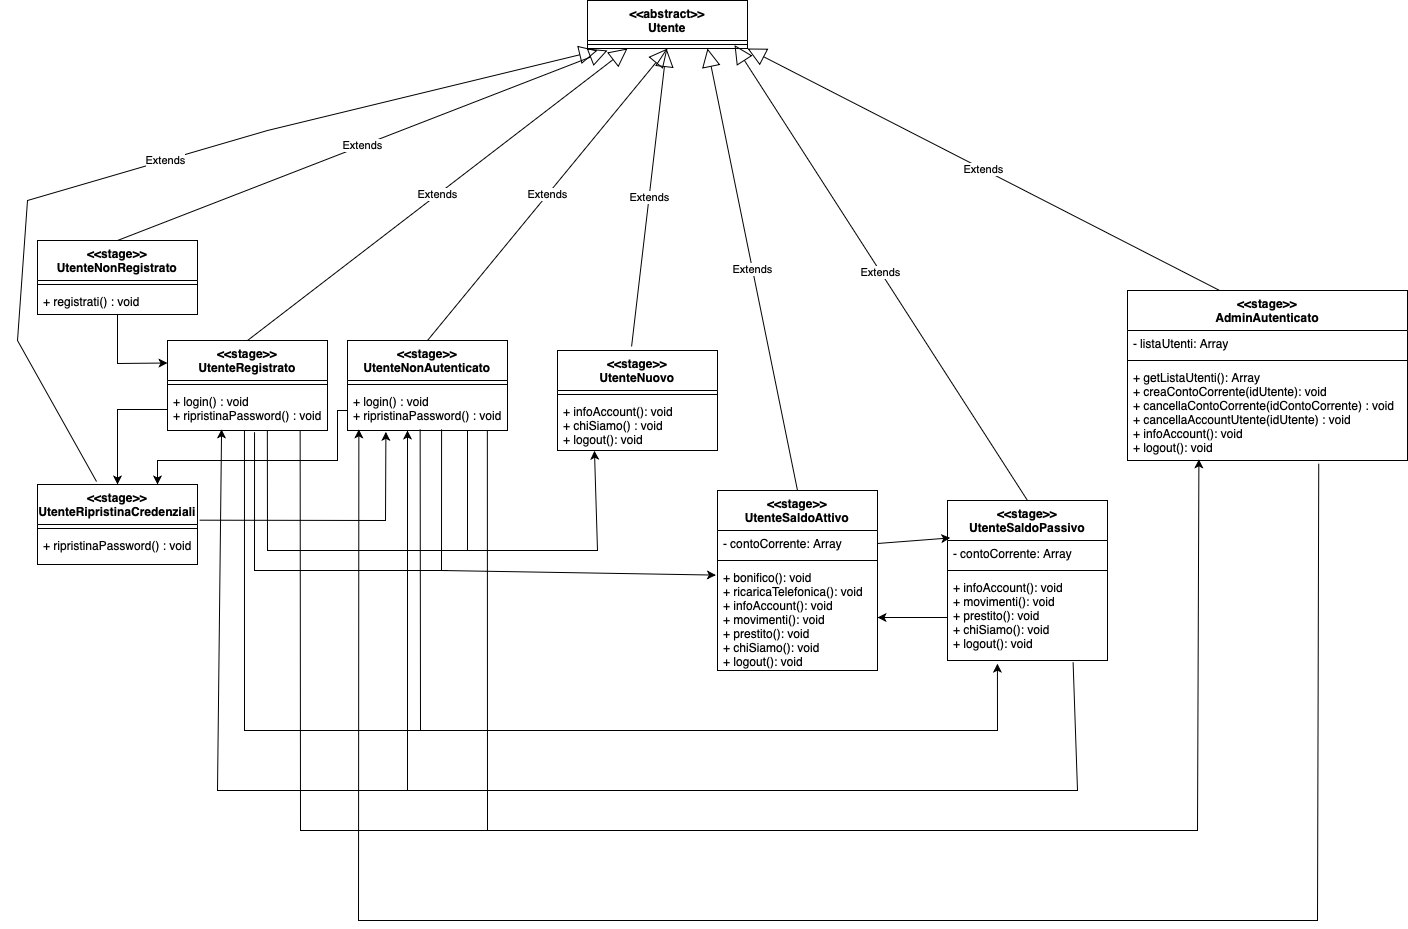 <<abstract>>
Utente
Extends
Extends
Extends
Extends
Extends
Extends
Extends
Extends
<<stage>>
UtenteNonRegistrato
+ registrati() : void
<<stage>>
UtenteRegistrato
+ login() : void
+ ripristinaPassword() : void
<<stage>>
UtenteNonAutenticato
+ login() : void
+ ripristinaPassword() : void
<<stage>>
UtenteNuovo
+ infoAccount(): void
+ chiSiamo() : void
+ logout(): void
<<stage>>
AdminAutenticato
- listaUtenti: Array
+ getListaUtenti(): Array
+ creaContoCorrente(idUtente): void
+ cancellaContoCorrente(idContoCorrente) : void
+ cancellaAccountUtente(idUtente) : void
+ infoAccount(): void
+ logout(): void
<<stage>>
UtenteRipristinaCredenziali
+ ripristinaPassword() : void
<<stage>>
UtenteSaldoAttivo
- contoCorrente: Array
+ bonifico(): void
+ ricaricaTelefonica(): void
+ infoAccount(): void
+ movimenti(): void
+ prestito(): void
+ chiSiamo(): void
+ logout(): void
<<stage>>
UtenteSaldoPassivo
- contoCorrente: Array
+ infoAccount(): void
+ movimenti(): void
+ prestito(): void
+ chiSiamo(): void
+ logout(): void